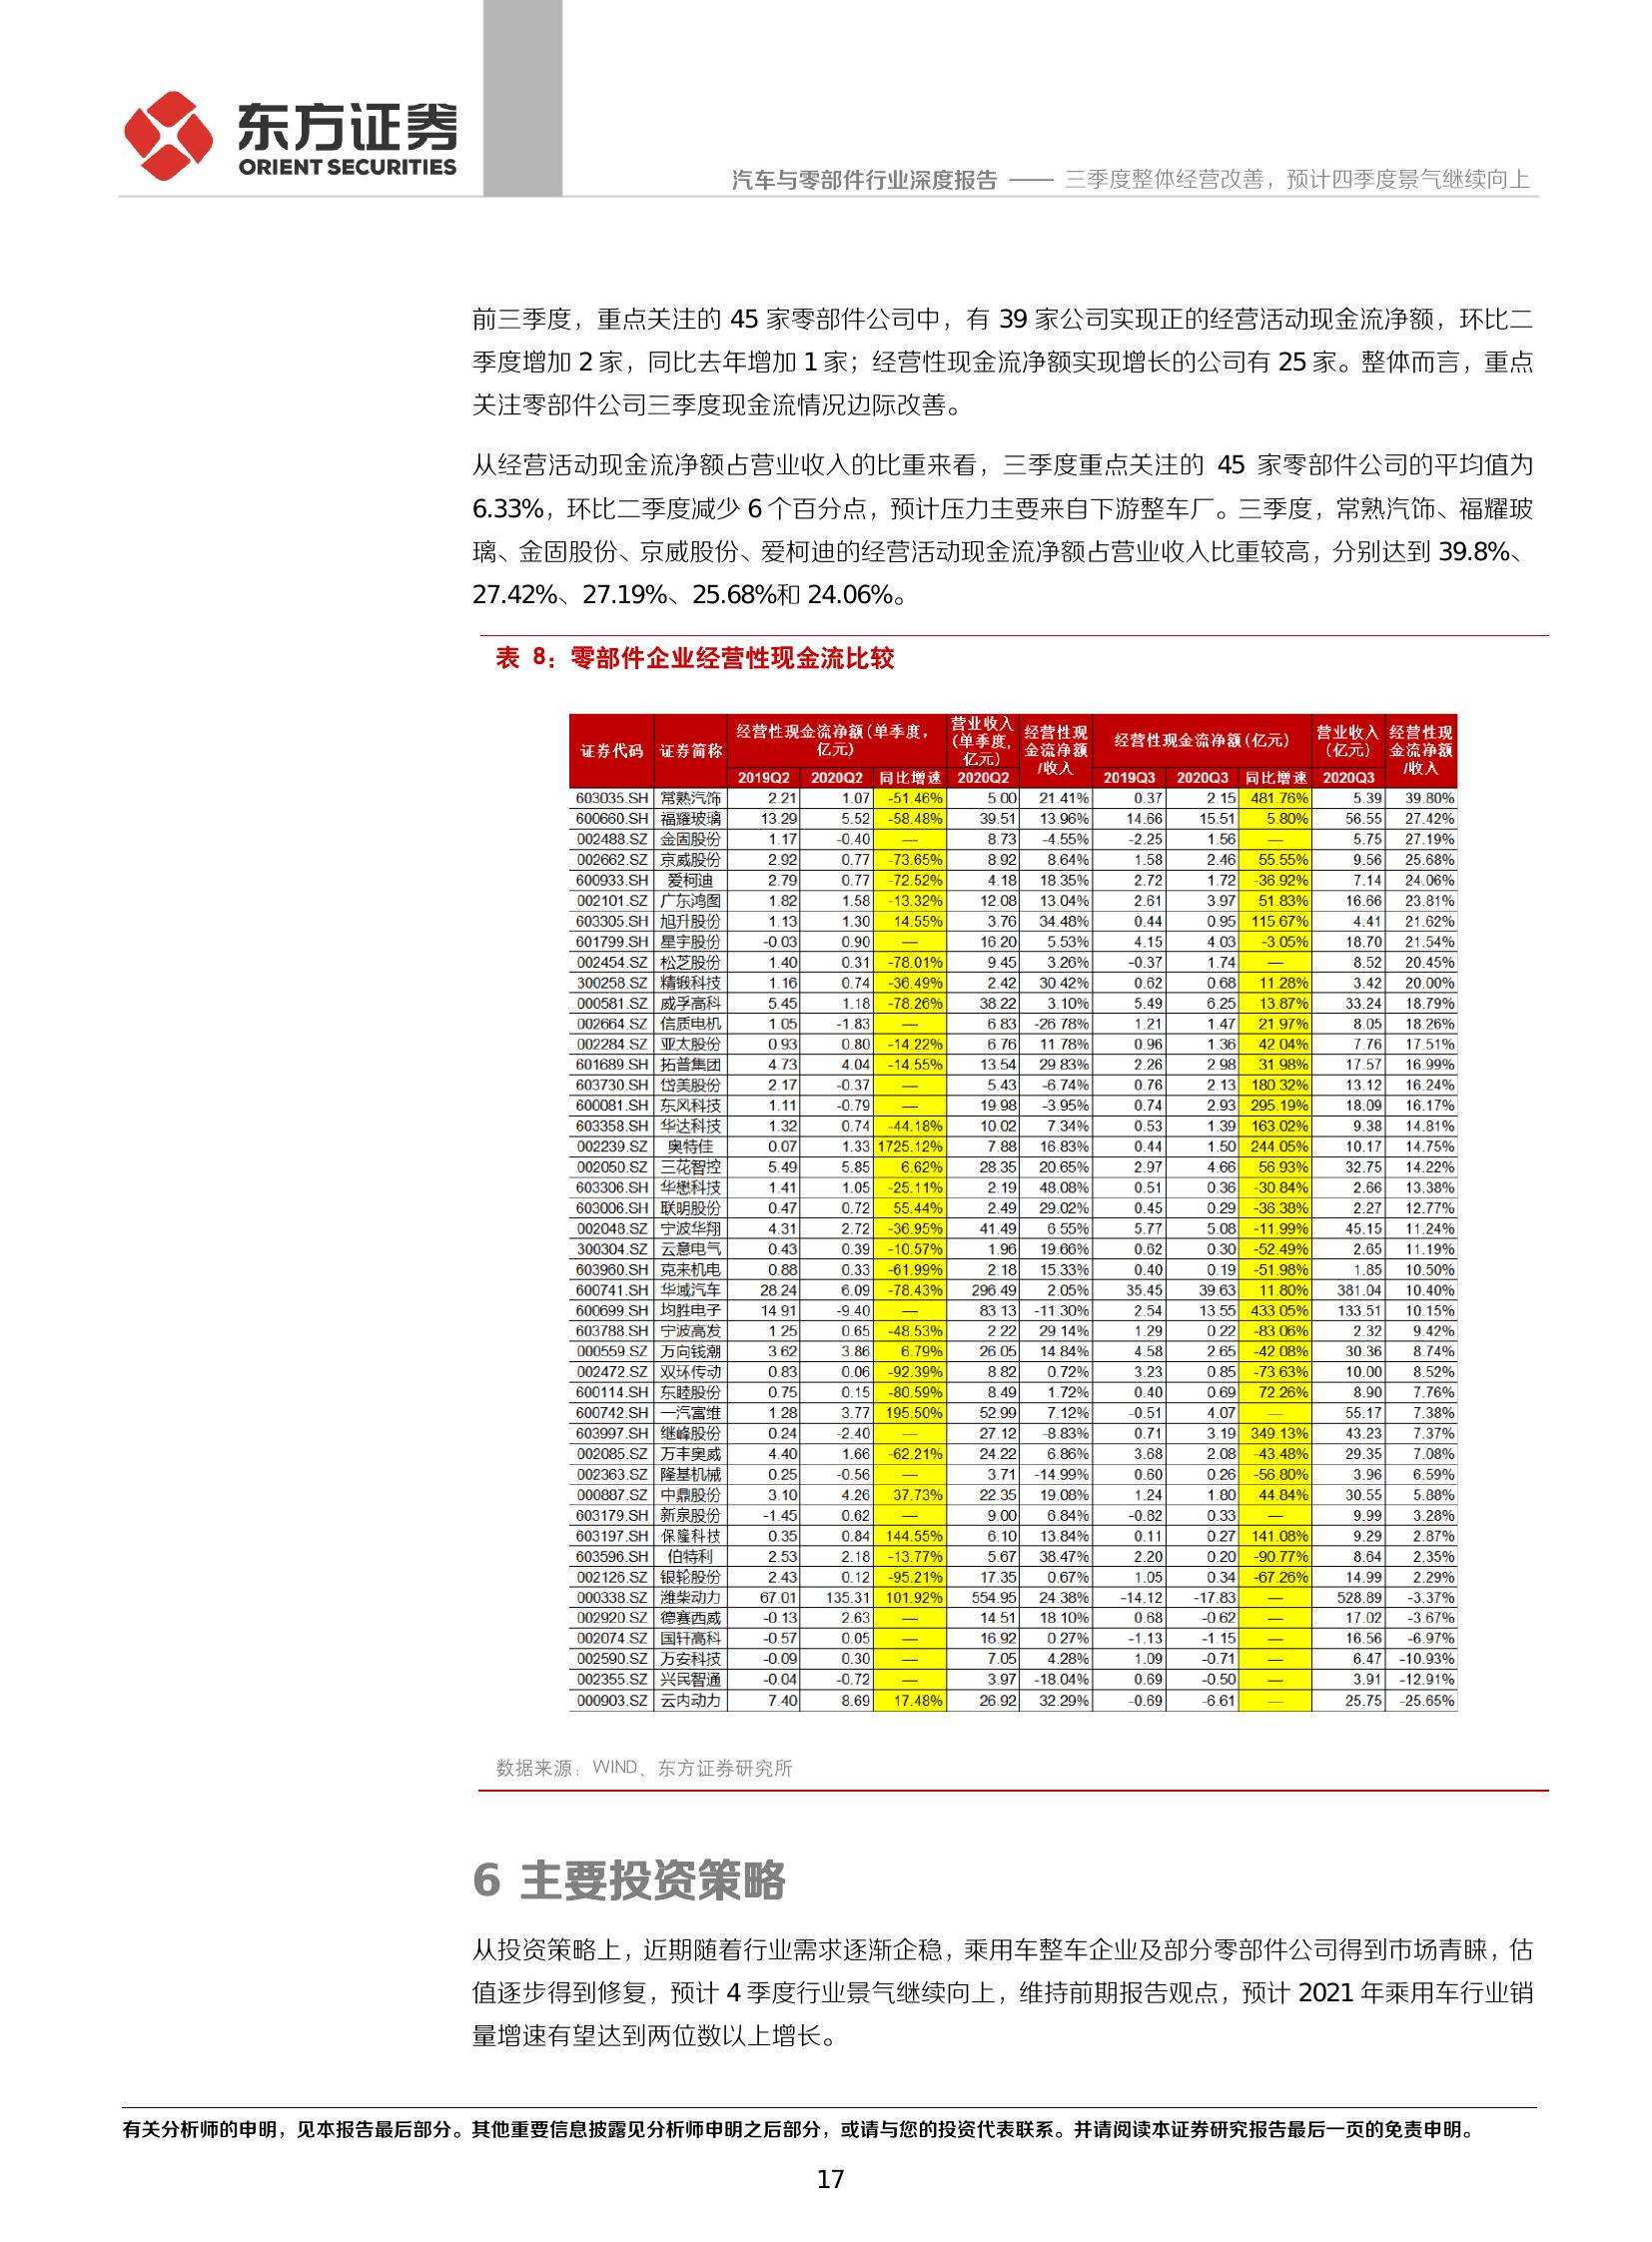 东方证券
ORIENT SECURITIES
汽车与零部件行业深度报告 —— 三季度整体经营改善，预计四季度景气继续向上
前三季度，重点关注的 45 家零部件公司中，有 39 家公司实现正的经营活动现金流净额，环比二
季度增加 2 家，同比去年增加 1 家；经营性现金流净额实现增长的公司有 25 家。整体而言，重点
关注零部件公司三季度现金流情况边际改善。
从经营活动现金流净额占营业收入的比重来看，三季度重点关注的 45 家零部件公司的平均值为
6.33%，环比二季度减少 6 个百分点，预计压力主要来自下游整车厂。三季度，常熟汽饰、福耀玻
璃、金固股份、京威股份、爱柯迪的经营活动现金流净额占营业收入比重较高，分别达到 39.8%、
27.42%、27.19%、25.68%和 24.06%。
表 8：零部件企业经营性现金流比较
证券代码 证券简称 经营性现金流净额(单季度，亿元) 营业收入(单季度，亿元) 经营性现金流净额/收入 经营性现金流净额(亿元) 营业收入(亿元) 经营性现金流净额/收入
2019Q2 2020Q2 同比增速 2020Q2 2019Q3 2020Q3 同比增速 2020Q3
603035.SH 常熟汽饰 2.21 1.07 -51.46% 5.00 21.41% 0.37 2.15 481.76% 5.39 39.80%
600660.SH 福耀玻璃 13.29 5.52 -58.48% 39.51 13.96% 14.66 15.51 5.80% 56.55 27.42%
002488.SZ 金固股份 1.17 -0.40 — 8.73 -4.55% -2.25 1.56 — 5.75 27.19%
002662.SZ 京威股份 2.92 0.77 -73.65% 8.92 8.64% 1.58 2.46 55.55% 9.56 25.68%
600933.SH 爱柯迪 2.79 0.77 -72.52% 4.18 18.35% 2.72 1.72 -36.92% 7.14 24.06%
002101.SZ 广东鸿图 1.82 1.58 -13.32% 12.08 13.04% 2.61 3.97 51.83% 16.66 23.81%
603305.SH 旭升股份 1.13 1.30 14.55% 3.76 34.48% 0.44 0.95 115.67% 4.41 21.62%
601799.SH 星宇股份 -0.03 0.90 — 16.20 5.53% 4.15 4.03 -3.05% 18.70 21.54%
002454.SZ 松芝股份 1.40 0.31 -78.01% 9.45 3.26% -0.37 1.74 — 8.52 20.45%
300258.SZ 精锻科技 1.16 0.74 -36.49% 2.42 30.42% 0.62 0.68 11.28% 3.42 20.00%
000581.SZ 威孚高科 5.45 1.18 -78.26% 38.22 3.10% 5.49 6.25 13.87% 33.24 18.79%
002664.SZ 信质电机 1.05 -1.83 — 6.83 -26.78% 1.21 1.47 21.97% 8.05 18.26%
002284.SZ 亚太股份 0.93 0.80 -14.22% 6.76 11.78% 0.96 1.36 42.04% 7.76 17.51%
601689.SH 拓普集团 4.73 4.04 -14.55% 13.54 29.83% 2.26 2.98 31.98% 17.57 16.99%
603730.SH 岱美股份 2.17 -0.37 — 5.43 -6.74% 0.76 2.13 180.32% 13.12 16.24%
600081.SH 东风科技 1.11 -0.79 — 19.98 -3.95% 0.74 2.93 295.19% 18.09 16.17%
603358.SH 华达科技 1.32 0.74 -44.18% 10.02 7.34% 0.53 1.39 163.02% 9.38 14.81%
002239.SZ 奥特佳 0.07 1.33 1725.12% 7.88 16.83% 0.44 1.50 244.05% 10.17 14.75%
002050.SZ 三花智控 5.49 5.85 6.62% 28.35 20.65% 2.97 4.66 56.93% 32.75 14.22%
603306.SH 华懋科技 1.41 1.05 -25.11% 2.19 48.08% 0.51 0.36 -30.84% 2.66 13.38%
603006.SH 联明股份 0.47 0.72 55.44% 2.49 29.02% 0.45 0.29 -36.38% 2.27 12.77%
002048.SZ 宁波华翔 4.31 2.72 -36.95% 41.49 6.55% 5.77 5.08 -11.99% 45.15 11.24%
300304.SZ 云意电气 0.43 0.39 -10.57% 1.96 19.66% 0.62 0.30 -52.49% 2.65 11.19%
603960.SH 克来机电 0.88 0.33 -61.99% 2.18 15.33% 0.40 0.19 -51.98% 1.85 10.50%
600741.SH 华域汽车 28.24 6.09 -78.43% 296.49 2.05% 35.45 39.63 11.80% 381.04 10.40%
600699.SH 均胜电子 14.91 -9.40 — 83.13 -11.30% 2.54 13.55 433.05% 133.51 10.15%
603788.SH 宁波高发 1.25 0.65 -48.53% 2.22 29.14% 1.29 0.22 -83.06% 2.32 9.42%
000559.SZ 万向钱潮 3.62 3.86 6.79% 26.05 14.84% 4.58 2.65 -42.08% 30.36 8.74%
002472.SZ 双环传动 0.83 0.06 -92.39% 8.82 0.72% 3.23 0.85 -73.63% 10.00 8.52%
600114.SH 东睦股份 0.75 0.15 -80.59% 8.49 1.72% 0.40 0.69 72.26% 8.90 7.76%
600742.SH 一汽富维 1.28 3.77 195.50% 52.99 7.12% -0.51 4.07 — 55.17 7.38%
603997.SH 继峰股份 0.24 -2.40 — 27.12 -8.83% 0.71 3.19 349.13% 43.23 7.37%
002085.SZ 万丰奥威 4.40 1.66 -62.21% 24.22 6.86% 3.68 2.08 -43.48% 29.35 7.08%
002363.SZ 隆基机械 0.25 -0.56 — 3.71 -14.99% 0.60 0.26 -56.80% 3.96 6.59%
000887.SZ 中鼎股份 3.10 4.26 37.73% 22.35 19.08% 1.24 1.80 44.84% 30.55 5.88%
603179.SH 新泉股份 -1.45 0.62 — 9.00 6.84% -0.82 0.33 — 9.99 3.28%
603197.SH 保隆科技 0.35 0.84 144.55% 6.10 13.84% 0.11 0.27 141.08% 9.29 2.87%
603596.SH 伯特利 2.53 2.18 -13.77% 5.67 38.47% 2.20 0.20 -90.77% 8.64 2.35%
002126.SZ 银轮股份 2.43 0.12 -95.21% 17.35 0.67% 1.05 0.34 -67.26% 14.99 2.29%
000338.SZ 潍柴动力 67.01 135.31 101.92% 554.95 24.38% -14.12 -17.83 — 528.89 -3.37%
002920.SZ 德赛西威 -0.13 2.63 — 14.51 18.10% 0.68 -0.62 — 17.02 -3.67%
002074.SZ 国轩高科 -0.57 0.05 — 16.92 0.27% -1.13 -1.15 — 16.56 -6.97%
002590.SZ 万安科技 -0.09 0.30 — 7.05 4.28% 1.09 -0.71 — 6.47 -10.93%
002355.SZ 兴民智通 -0.04 -0.72 — 3.97 -18.04% 0.69 -0.50 — 3.91 -12.91%
000903.SZ 云内动力 7.40 8.69 17.48% 26.92 32.29% -0.69 -6.61 — 25.75 -25.65%
数据来源：WIND、东方证券研究所
6 主要投资策略
从投资策略上，近期随着行业需求逐渐企稳，乘用车整车企业及部分零部件公司得到市场青睐，估
值逐步得到修复，预计 4 季度行业景气继续向上，维持前期报告观点，预计 2021 年乘用车行业销
量增速有望达到两位数以上增长。
有关分析师的申明，见本报告最后部分。其他重要信息披露见分析师申明之后部分，或请与您的投资代表联系。并请阅读本证券研究报告最后一页的免责申明。
17